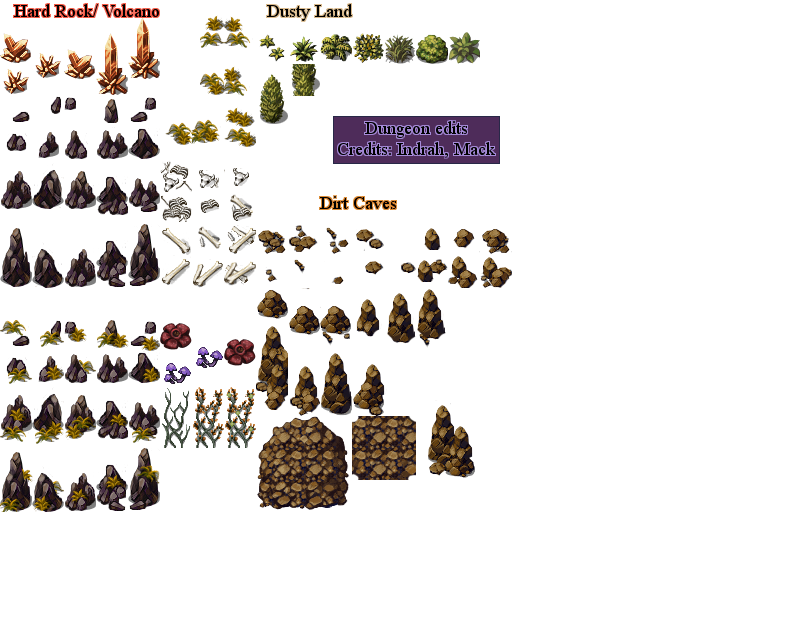 Hard Rock/ Volcano
Dusty Land
Dungeon edits
Credits: Indrah, Mack
Dirt Caves